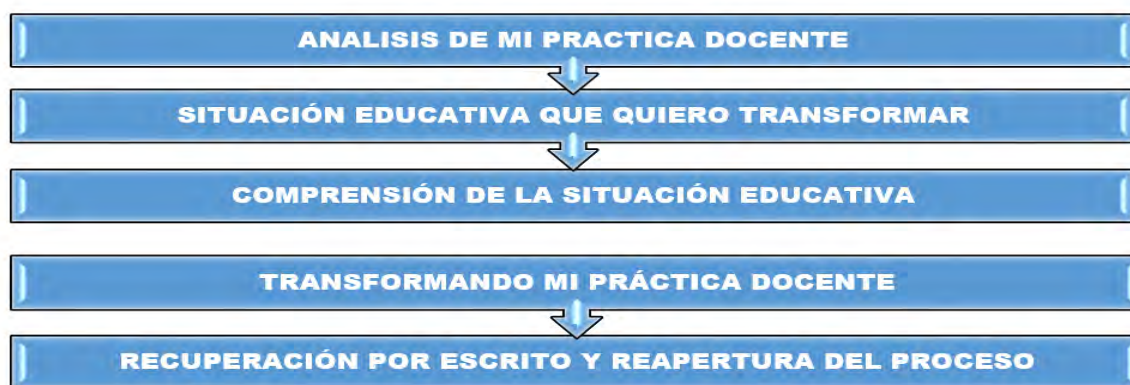 ANALISIS DE MI PRACTICA DOCENTE
SITUACIÓN EDUCATIVA QUE QUIERO TRANSFORMAR
COMPRENSIÓN DE LA SITUACIÓN EDUCATIVA
TRANSFORMANDO MI PRÁCTICA DOCENTE
RECUPERACIÓN POR ESCRITO Y REAPERTURA DEL PROCESO